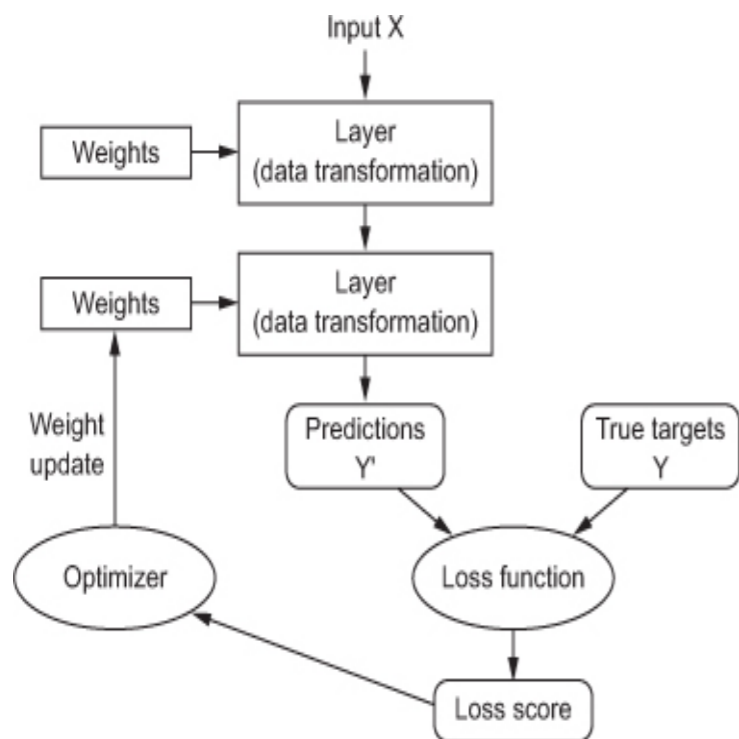 Input X
Layer
(data transformation)
Weights
Layer
(data transformation)
Weights
Weight
update
Predictions
Y'
True targets
Y
Optimizer
Loss function
Loss score